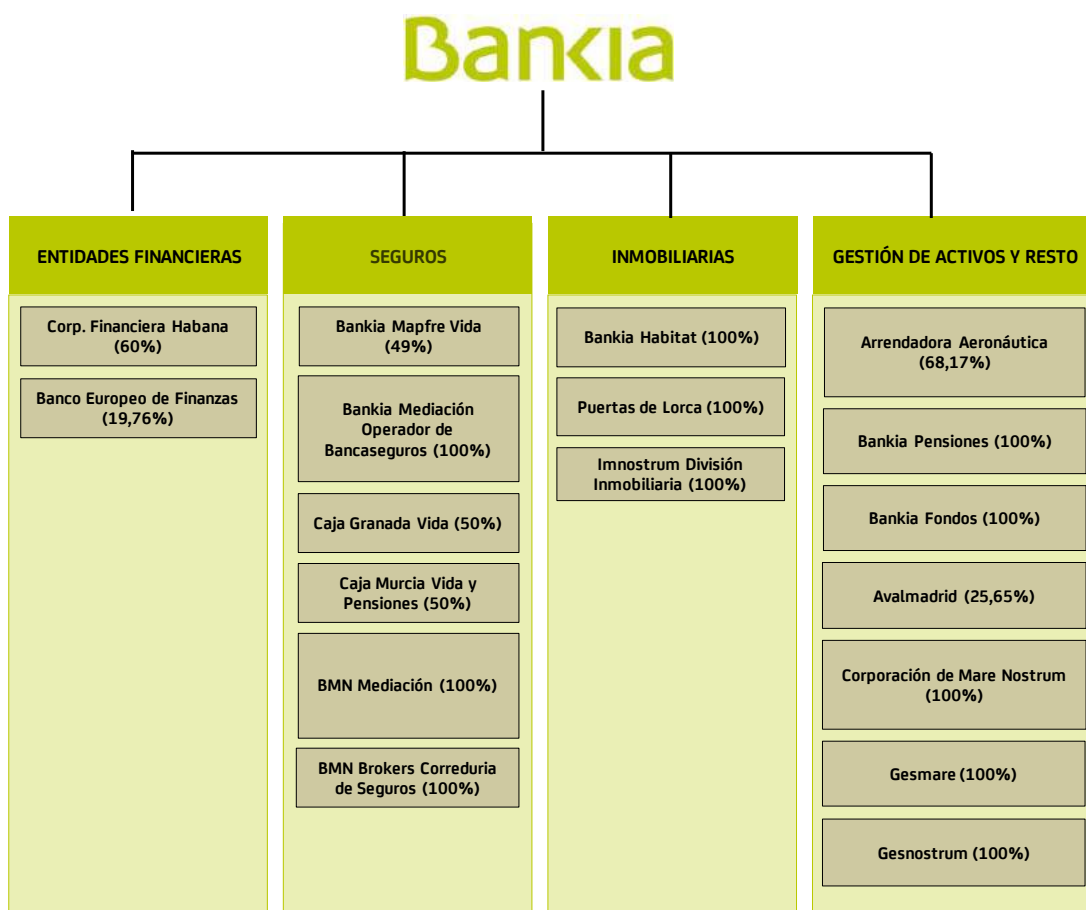 Bankia
ENTIDADES FINANCIERAS
Corp. Financiera Habana
(60%)
Banco Europeo de Finanzas
(19,76%)
SEGUROS
Bankia Mapfre Vida
(49%)
Bankia Mediación
Operador de
Bancaseguros (100%)
Caja Granada Vida (50%)
Caja Murcia Vida y
Pensiones (50%)
BMN Mediación (100%)
BMN Brokers Correduria
de Seguros (100%)
INMOBILIARIAS
Bankia Habitat (100%)
Puertas de Lorca (100%)
Imnostrum División
Inmobiliaria (100%)
GESTIÓN DE ACTIVOS Y RESTO
Arrendadora Aeronáutica
(68,17%)
Bankia Pensiones (100%)
Bankia Fondos (100%)
Avalmadrid (25,65%)
Corporación de Mare Nostrum
(100%)
Gesmare (100%)
Gesnostrum (100%)